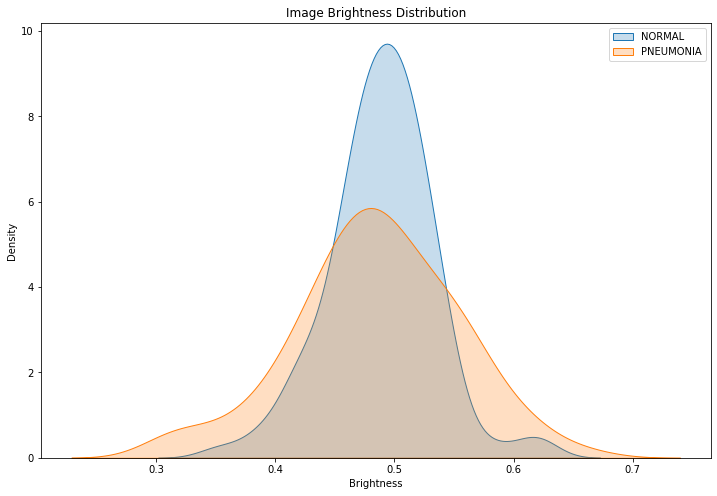 Image Brightness Distribution
NORMAL
PNEUMONIA
10
8
6
4
2
0
Density
0.3 0.4 0.5 0.6 0.7
Brightness